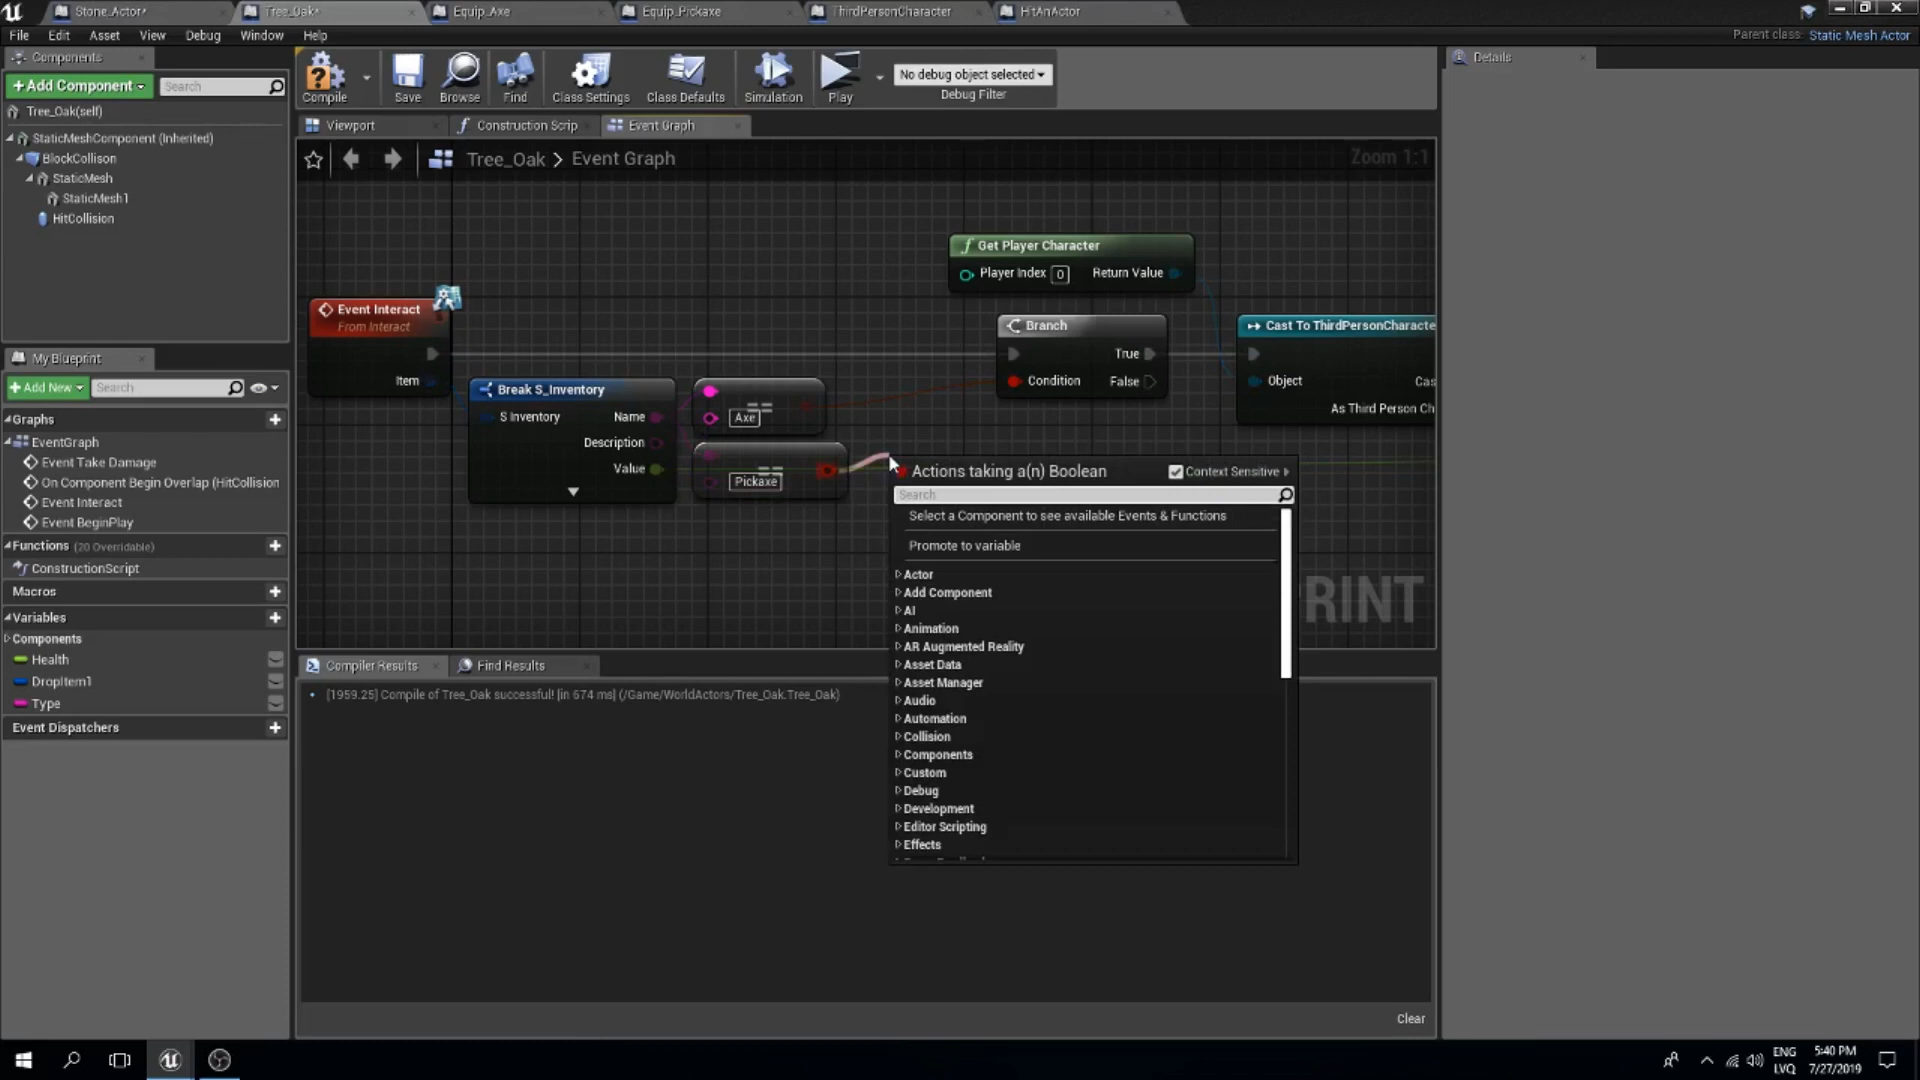 Stone_Actor*
Tree_Oak*
Equip_Axe
Equip_Pickaxe
ThirdPersonCharacter
HitAnActor
File Edit Asset View Debug Window Help
Parent class: Static Mesh Actor
Components
+Add Component
Search
Tree_Oak(self)
StaticMeshComponent (Inherited)
BlockCollison
StaticMesh
StaticMesh1
HitCollision
Compile
Save
Browse
Find
Class Settings
Class Defaults
Simulation
Play
No debug object selected
Debug Filter
Details
Viewport
Construction Scrip
Event Graph
Tree_Oak > Event Graph
Zoom 1:1
Get Player Character
Player Index 0
Return Value
Event Interact
From Interact
Item
Break S_Inventory
S Inventory
Name
Description
Value
==
Axe
==
Pickaxe
Branch
True
Condition
False
Cast To ThirdPersonCharacte
Object
Cas
As Third Person Ch
RINT
Actions taking a(n) Boolean
Context Sensitive
Search
Select a Component to see available Events & Functions
Promote to variable
Actor
Add Component
AI
Animation
AR Augmented Reality
Asset Data
Asset Manager
Audio
Automation
Collision
Components
Custom
Debug
Development
Editor Scripting
Effects
My Blueprint
+Add New
Search
Graphs
EventGraph
Event Take Damage
On Component Begin Overlap (HitCollision
Event Interact
Event BeginPlay
Functions (20 Overridable)
ConstructionScript
Macros
Variables
Components
Health
DropItem1
Type
Event Dispatchers
Compiler Results
Find Results
[1959.25] Compile of Tree_Oak successful! [in 674 ms] (/Game/WorldActors/Tree_Oak.Tree_Oak)
Clear
ENG
LVQ
5:40 PM
7/27/2019